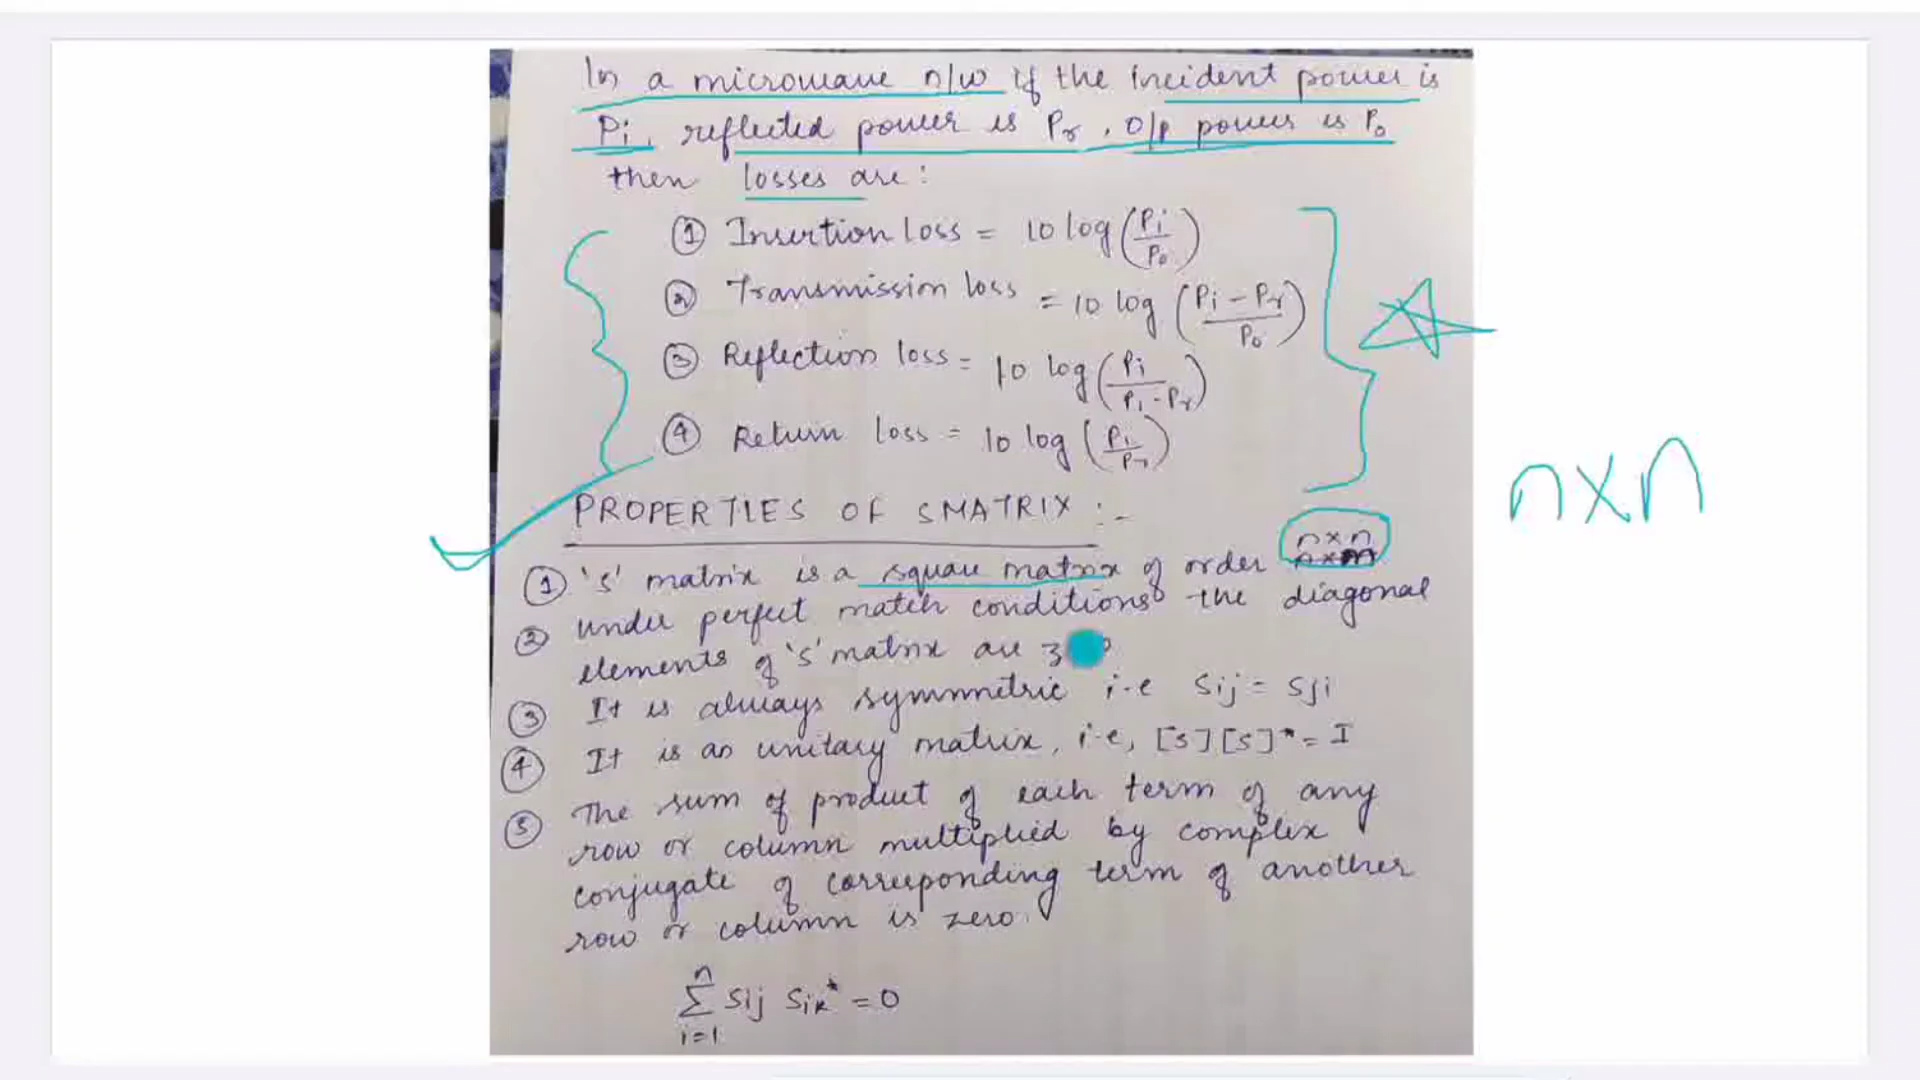 In a microwave n/w if the incident power is
Pi, reflected power is Pr, O/P power is Po
then losses are:
① Insertion loss = 10 log (Pi/Po)
② Transmission loss = 10 log (Pi - Pr/Po)
③ Reflection loss = 10 log (Pi/Pi - Pr)
④ Return loss = 10 log (Pi/Pr)
PROPERTIES OF SMATRIX :-
n×n
n×n
① 's' matrix is a square matrix of order
② under perfect match conditions the diagonal
elements of 's' matrix are
③ It is always symmetric i-e Sij = Sji
④ It is an unitary matrix, i-e, [S][S]* = I
⑤ The sum of product of each term of any
row or column multiplied by complex
conjugate of corresponding term of another
row or column is zero.
n
Σ Sij Sik* = 0
i=1